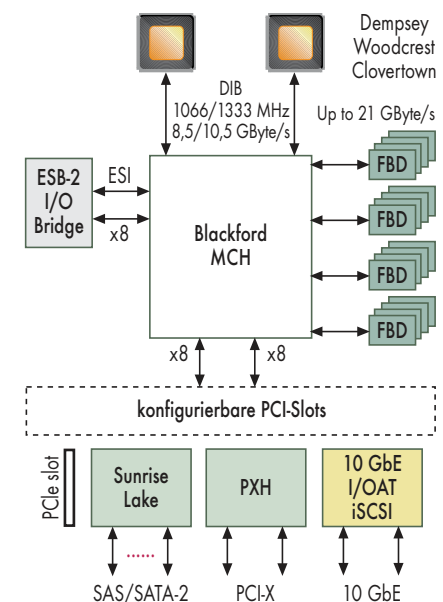 Dempsey
Woodcrest
Clovertown
DIB
1066/1333 MHz
8,5/10,5 GByte/s
Up to 21 GByte/s
ESB-2
I/O
Bridge
ESI
x8
Blackford
MCH
FBD
FBD
FBD
FBD
x8
x8
konfigurierbare PCI-Slots
PCIe slot
Sunrise
Lake
PXH
10 GbE
I/OAT
iSCSI
......
SAS/SATA-2
PCI-X
10 GbE